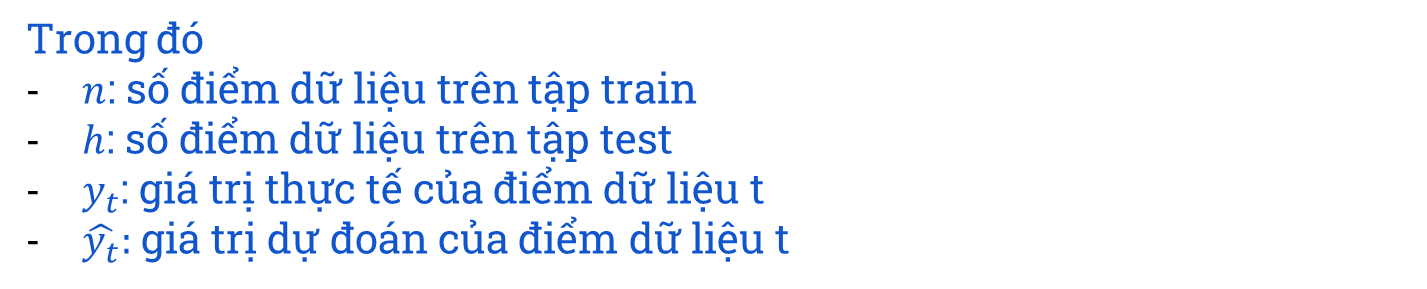 Trong đó
- n: số điểm dữ liệu trên tập train
- h: số điểm dữ liệu trên tập test
- yₜ: giá trị thực tế của điểm dữ liệu t
- ŷₜ: giá trị dự đoán của điểm dữ liệu t